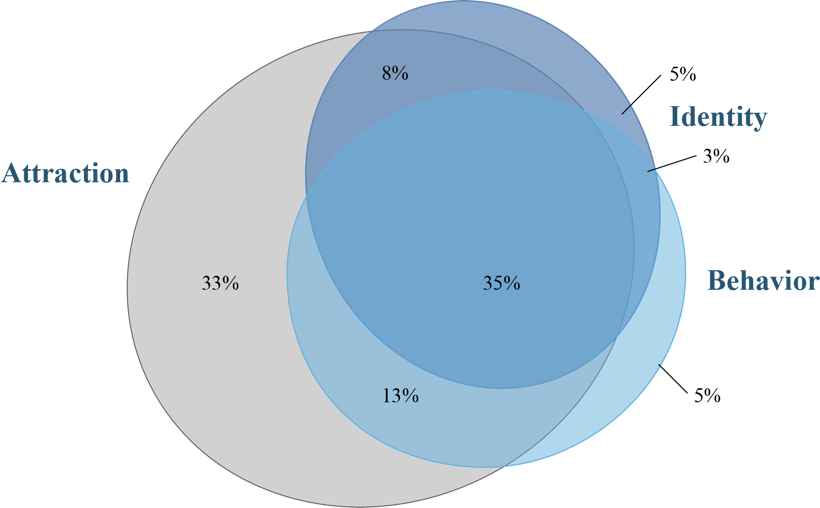 8%
5%
Identity
3%
Attraction
33%
35%
Behavior
13%
5%